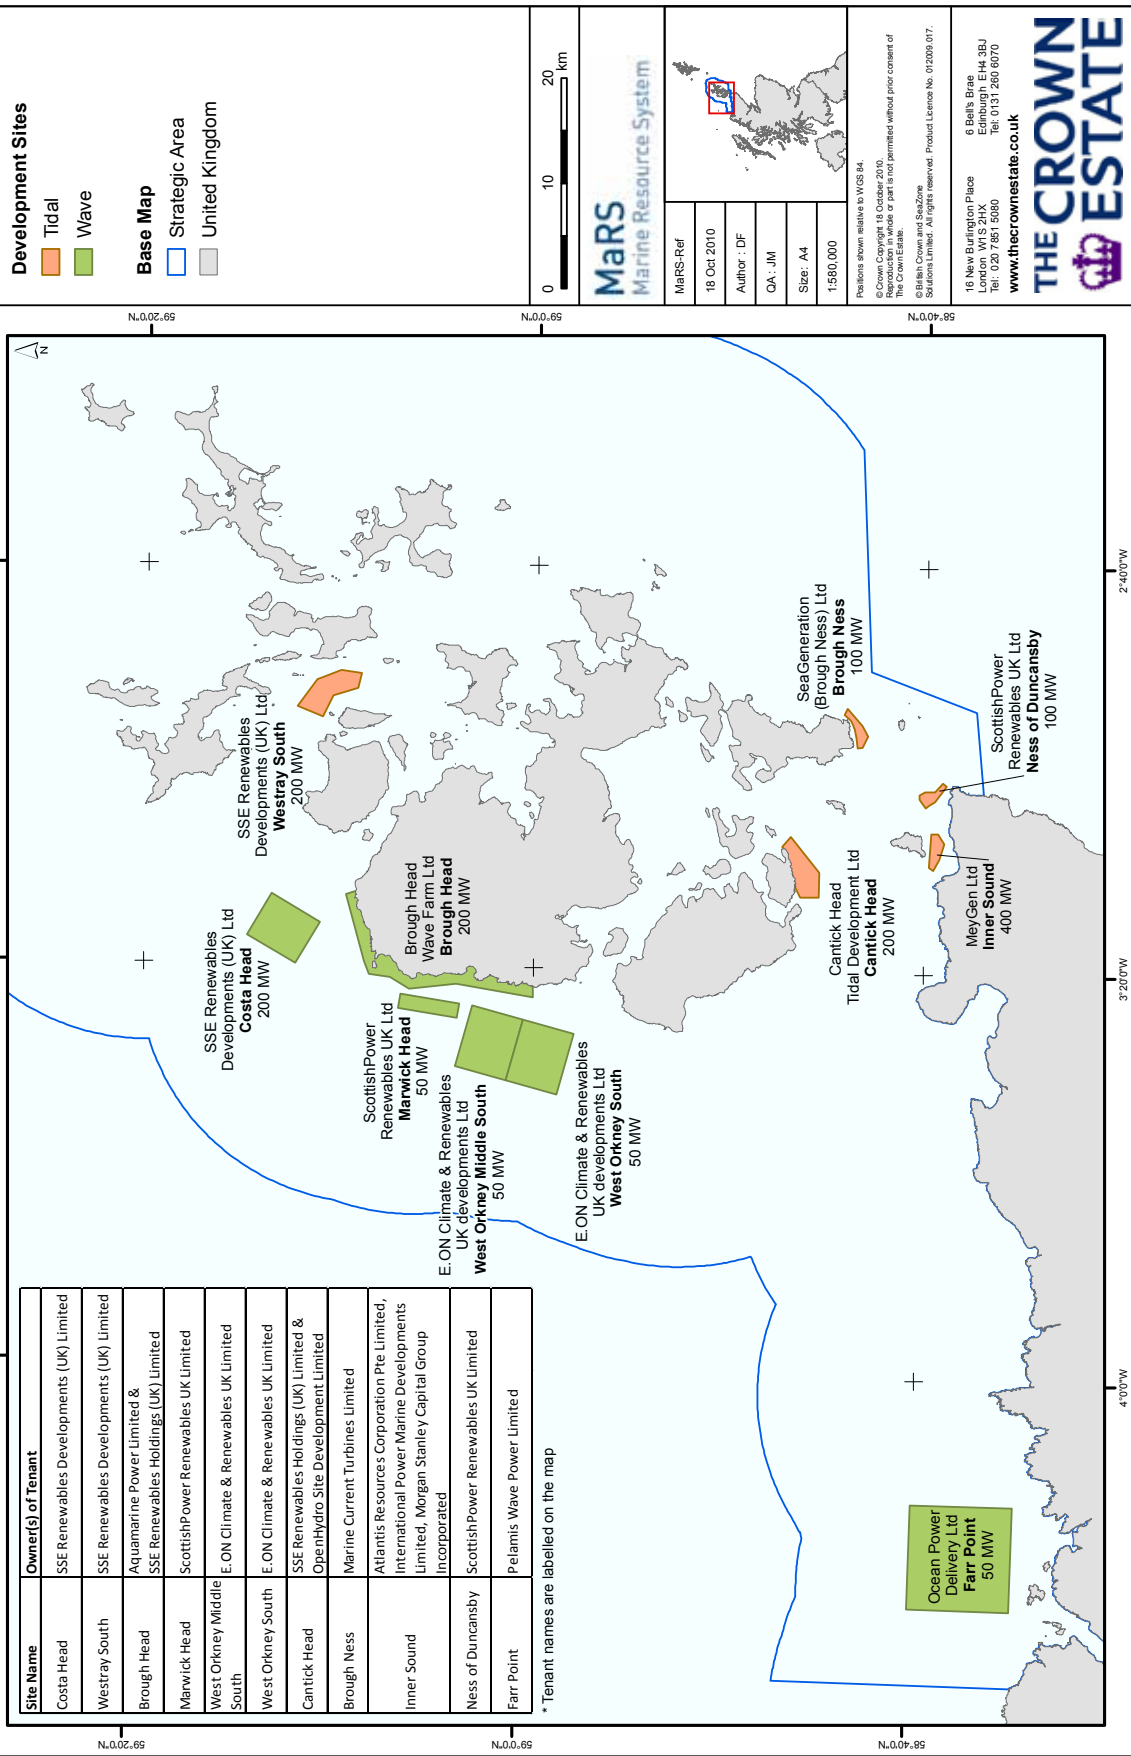 Site Name	Owner(s) of Tenant
Costa Head	SSE Renewables Developments (UK) Limited
Westray South	SSE Renewables Developments (UK) Limited
Brough Head	Aquamarine Power Limited &
SSE Renewables Holdings (UK) Limited
Marwick Head	ScottishPower Renewables UK Limited
West Orkney Middle
South	E.ON Climate & Renewables UK Limited
West Orkney South	E.ON Climate & Renewables UK Limited
Cantick Head	SSE Renewables Holdings (UK) Limited &
OpenHydro Site Development Limited
Brough Ness	Marine Current Turbines Limited
Inner Sound	Atlantis Resources Corporation Pte Limited,
International Power Marine Developments
Limited, Morgan Stanley Capital Group
Incorporated
Ness of Duncansby	ScottishPower Renewables UK Limited
Farr Point	Pelamis Wave Power Limited
* Tenant names are labelled on the map
SSE Renewables
Developments (UK) Ltd
Costa Head
200 MW
SSE Renewables
Developments (UK) Ltd
Westray South
200 MW
Brough Head
Wave Farm Ltd
Brough Head
200 MW
ScottishPower
Renewables UK Ltd
Marwick Head
50 MW
E.ON Climate & Renewables
UK developments Ltd
West Orkney Middle South
50 MW
E.ON Climate & Renewables
UK developments Ltd
West Orkney South
50 MW
SeaGeneration
(Brough Ness) Ltd
Brough Ness
100 MW
Cantick Head
Tidal Development Ltd
Cantick Head
200 MW
ScottishPower
Renewables UK Ltd
Ness of Duncansby
100 MW
MeyGen Ltd
Inner Sound
400 MW
Ocean Power
Delivery Ltd
Farr Point
50 MW
N
59°20'0"N
59°0'0"N
58°40'0"N
59°20'0"N
59°0'0"N
58°40'0"N
4°0'0"W
3°20'0"W
2°40'0"W
Development Sites
Tidal
Wave
Base Map
Strategic Area
United Kingdom
0	10	20 km
MaRS
Marine Resource System
MaRS-Ref
18 Oct 2010
Author : DF
QA : JM
Size: A4
1:580,000
Positions shown relative to WGS 84.
© Crown Copyright 18 October 2010.
Reproduction in whole or part is not permitted without prior consent of
The Crown Estate.
© British Crown and SeaZone
Solutions Limited. All rights reserved. Product Licence No. 012009.017.
16 New Burlington Place
London W1S 2HX
Tel: 020 7851 5080
6 Bell's Brae
Edinburgh EH4 3BJ
Tel: 0131 260 6070
www.thecrownestate.co.uk
THE CROWN
ESTATE